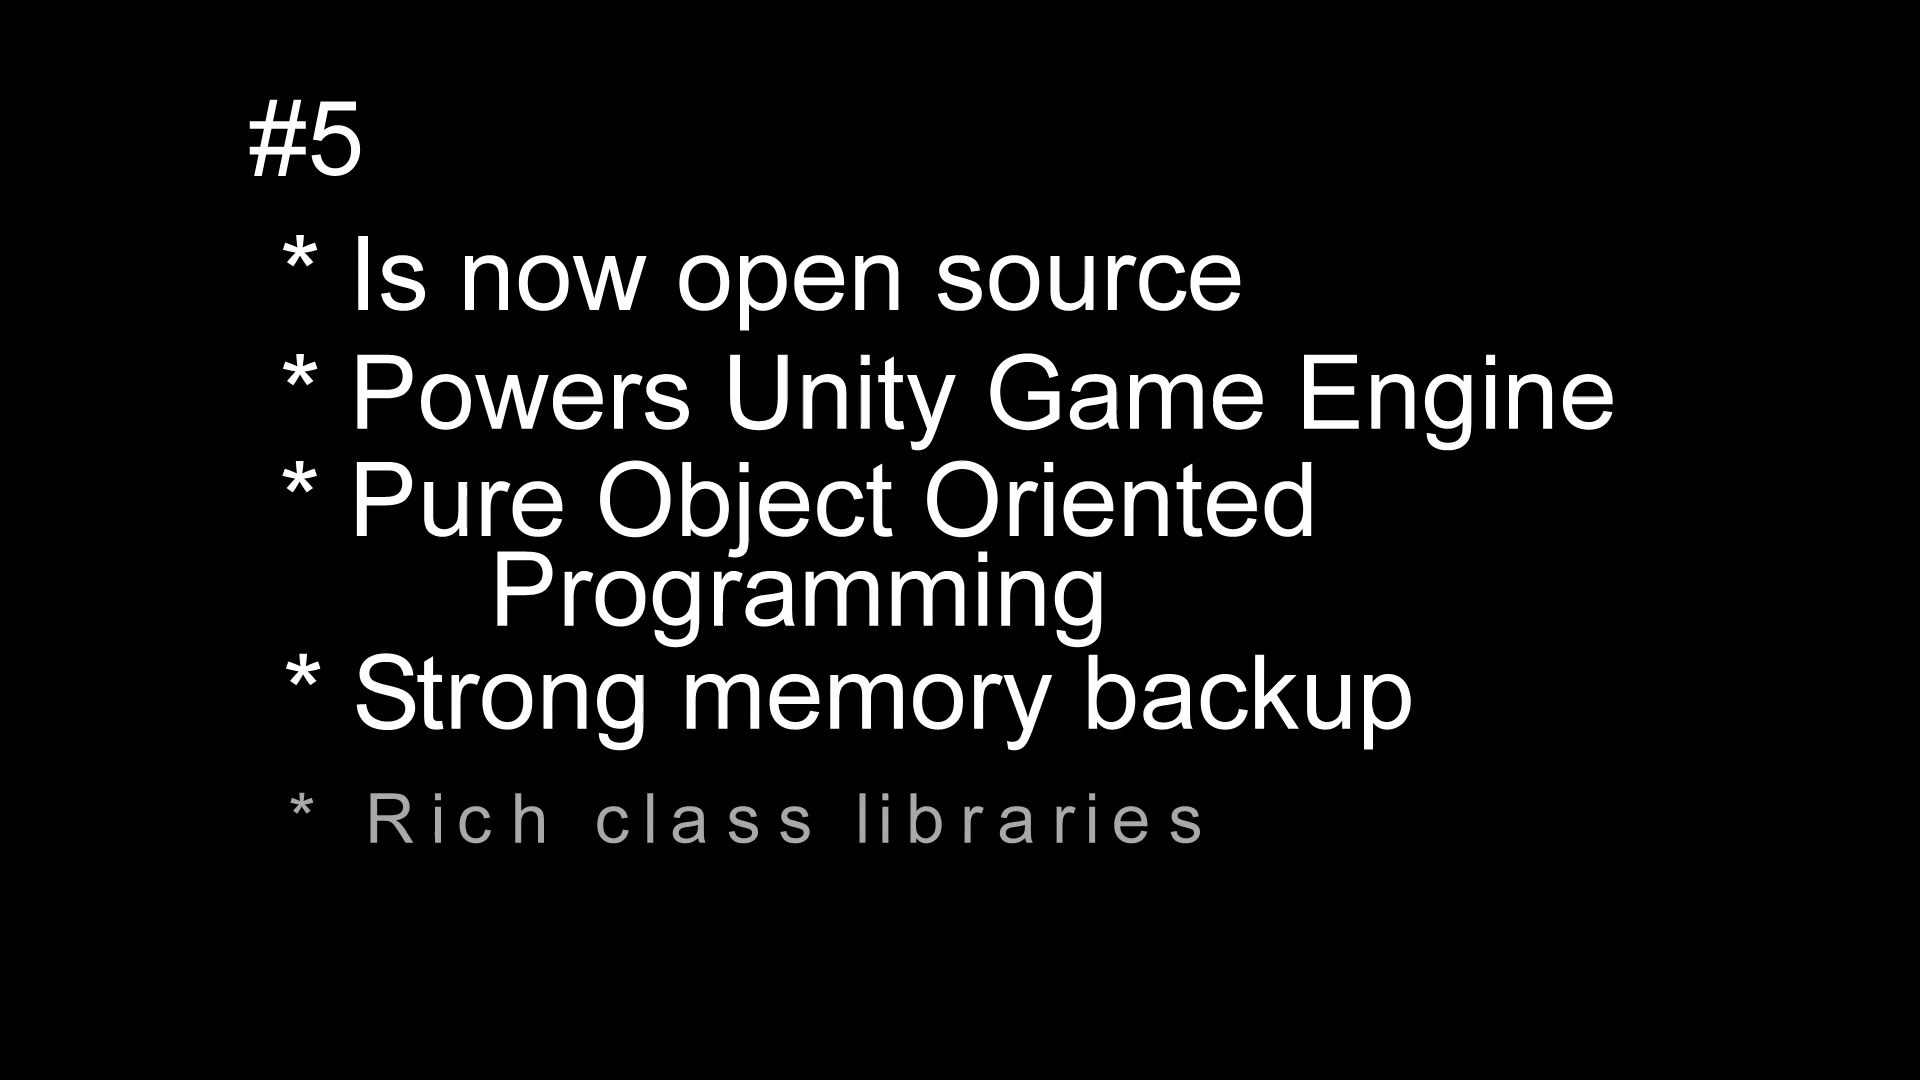 #5
* Is now open source
* Powers Unity Game Engine
* Pure Object Oriented
Programming
* Strong memory backup
* Rich class libraries